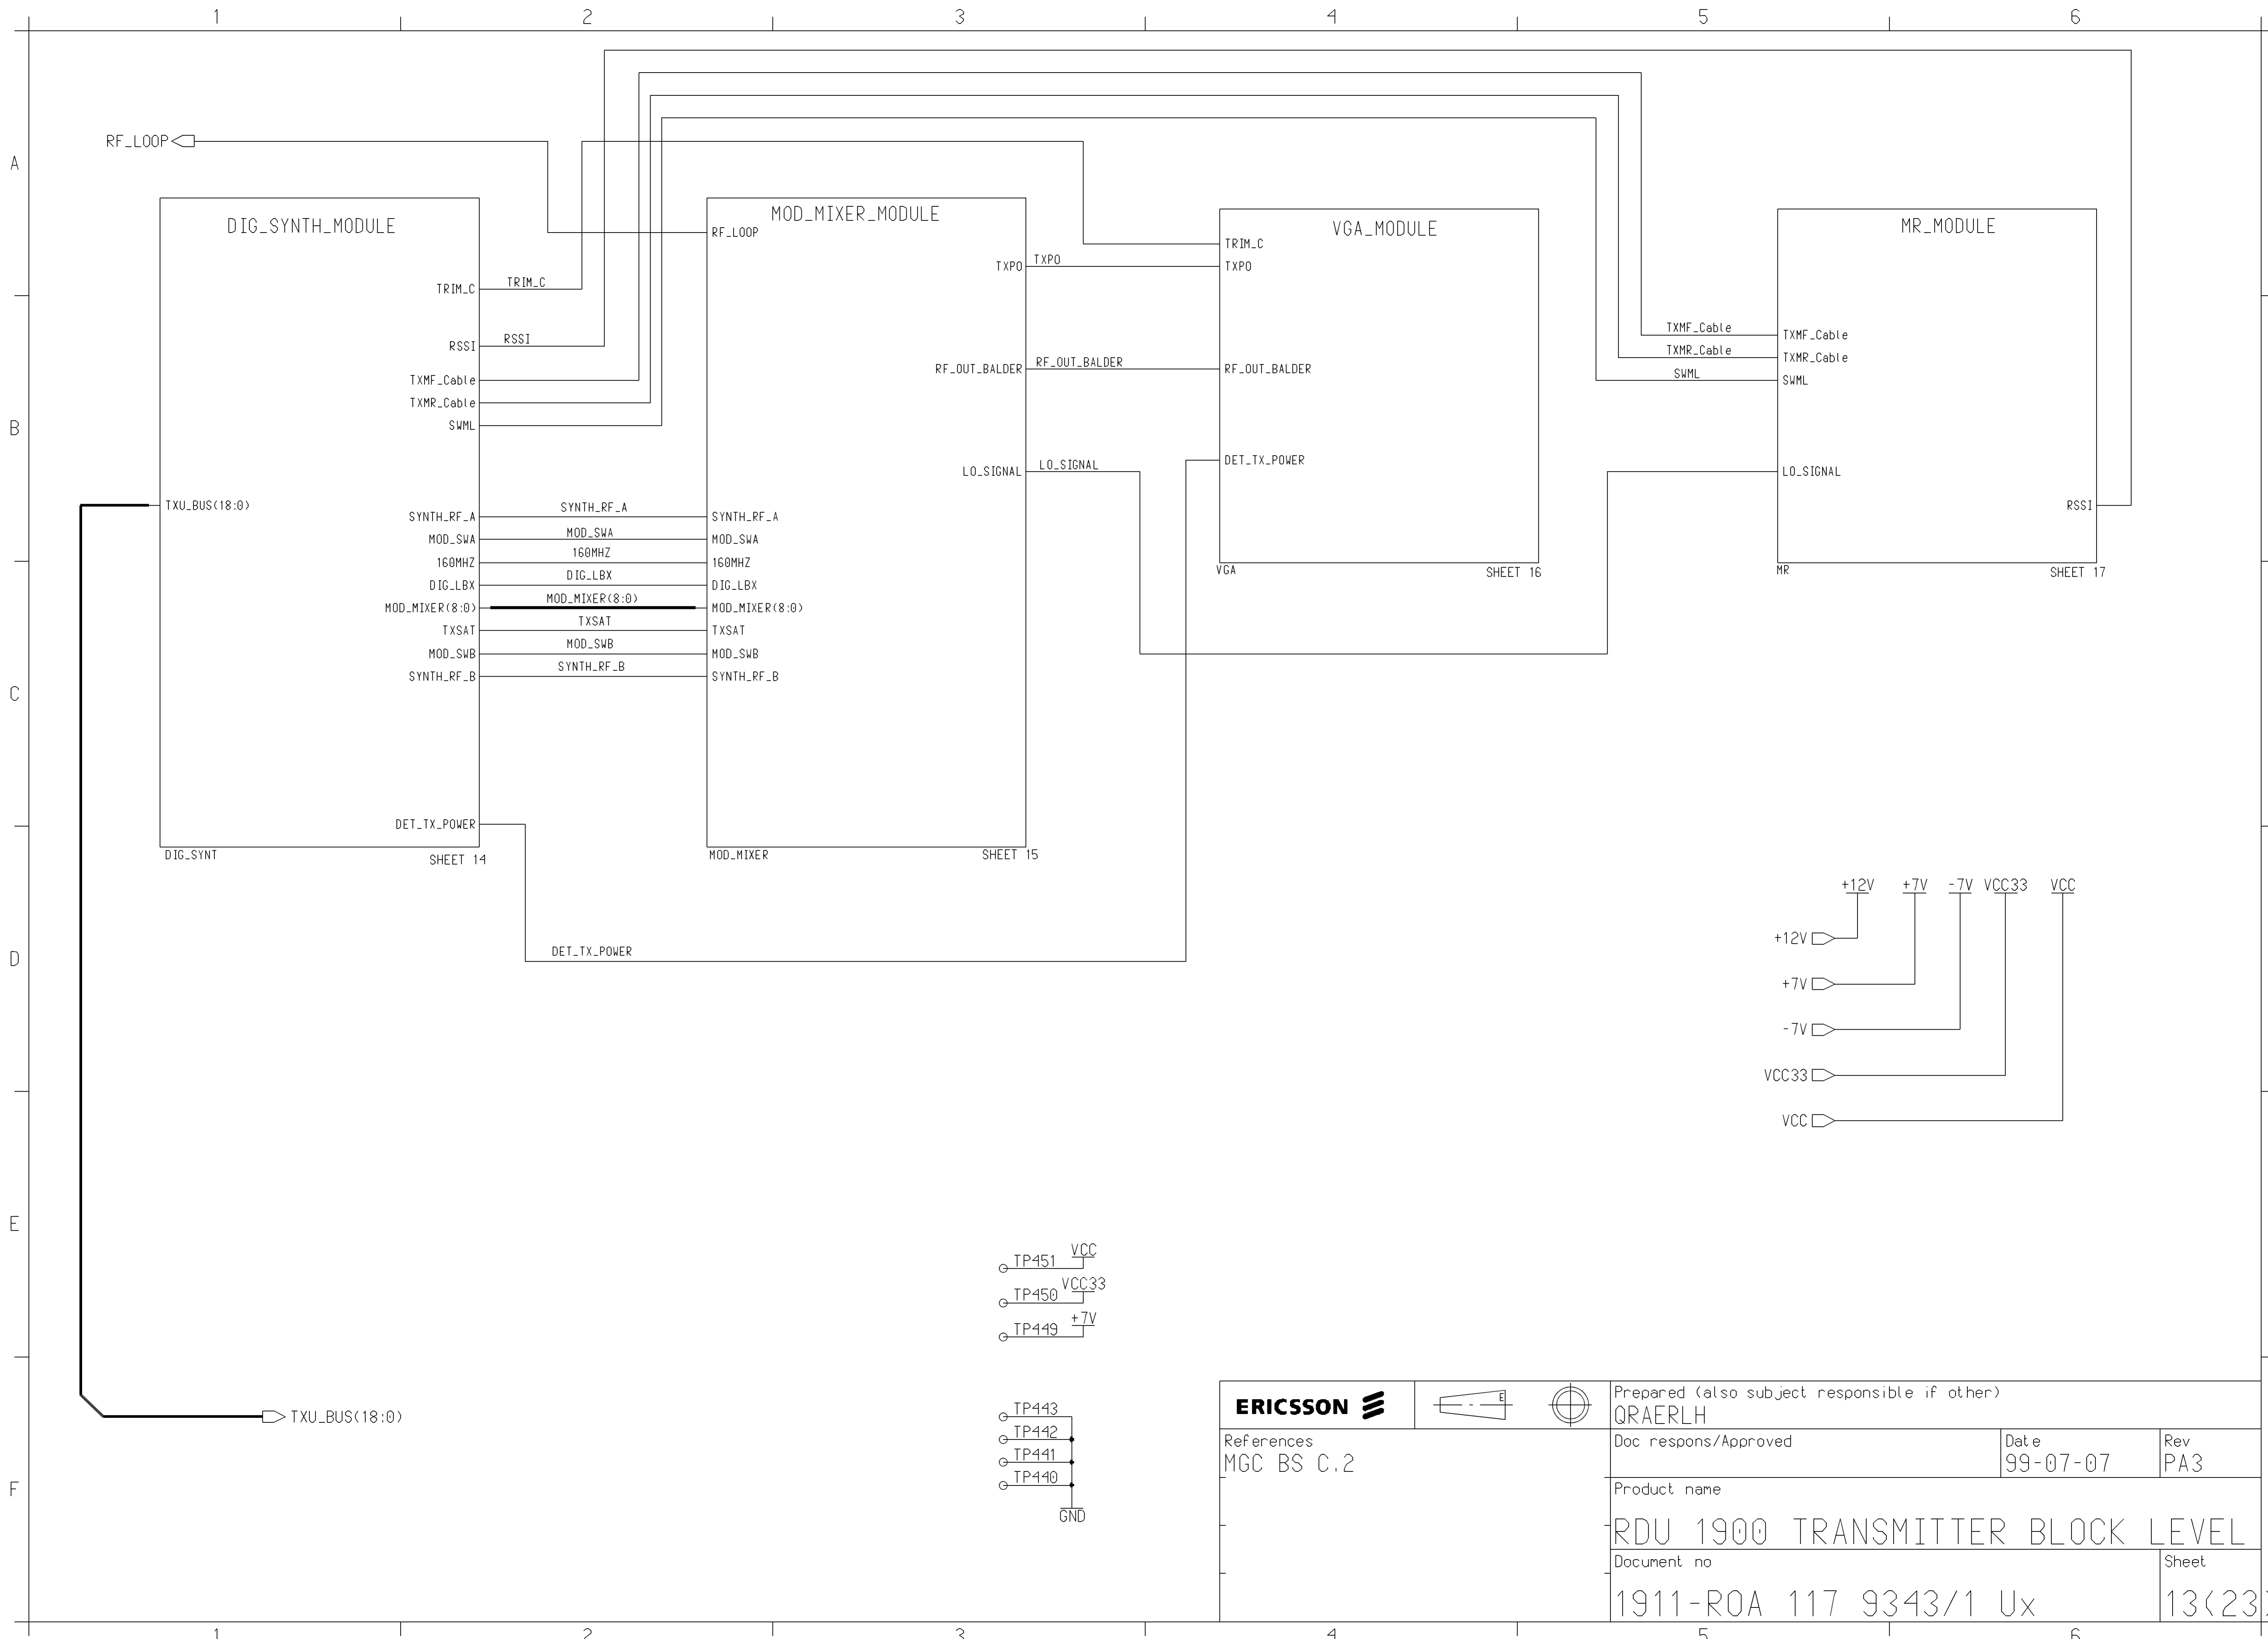 1 2 3 4 5 6
A
B
C
D
E
F
RF_LOOP
DIG_SYNTH_MODULE
TRIM_C
RSSI
TXMF_Cable
TXMR_Cable
SWML
TXU_BUS(18:0)
SYNTH_RF_A
MOD_SWA
160MHZ
DIG_LBX
MOD_MIXER(8:0)
TXSAT
MOD_SWB
SYNTH_RF_B
DET_TX_POWER
DIG_SYNT
SHEET 14
TRIM_C
RSSI
SYNTH_RF_A
MOD_SWA
160MHZ
DIG_LBX
MOD_MIXER(8:0)
TXSAT
MOD_SWB
SYNTH_RF_B
DET_TX_POWER
MOD_MIXER_MODULE
RF_LOOP
TXPO
RF_OUT_BALDER
LO_SIGNAL
SYNTH_RF_A
MOD_SWA
160MHZ
DIG_LBX
MOD_MIXER(8:0)
TXSAT
MOD_SWB
SYNTH_RF_B
MOD_MIXER
SHEET 15
TXPO
RF_OUT_BALDER
LO_SIGNAL
VGA_MODULE
TRIM_C
TXPO
RF_OUT_BALDER
DET_TX_POWER
VGA
SHEET 16
TXMF_Cable
TXMR_Cable
SWML
MR_MODULE
TXMF_Cable
TXMR_Cable
SWML
LO_SIGNAL
RSSI
MR
SHEET 17
+12V +7V -7V VCC33 VCC
+12V
+7V
-7V
VCC33
VCC
TP451 VCC
TP450 VCC33
TP449 +7V
TXU_BUS(18:0)
TP443
TP442
TP441
TP440
GND
ERICSSON
E
Prepared (also subject responsible if other)
QRAERLH
References
MGC BS C.2
Doc respons/Approved
Date
99-07-07
Rev
PA3
Product name
RDU 1900 TRANSMITTER BLOCK LEVEL
Document no
1911-ROA 117 9343/1 Ux
Sheet
13(23
1 2 3 4 5 6